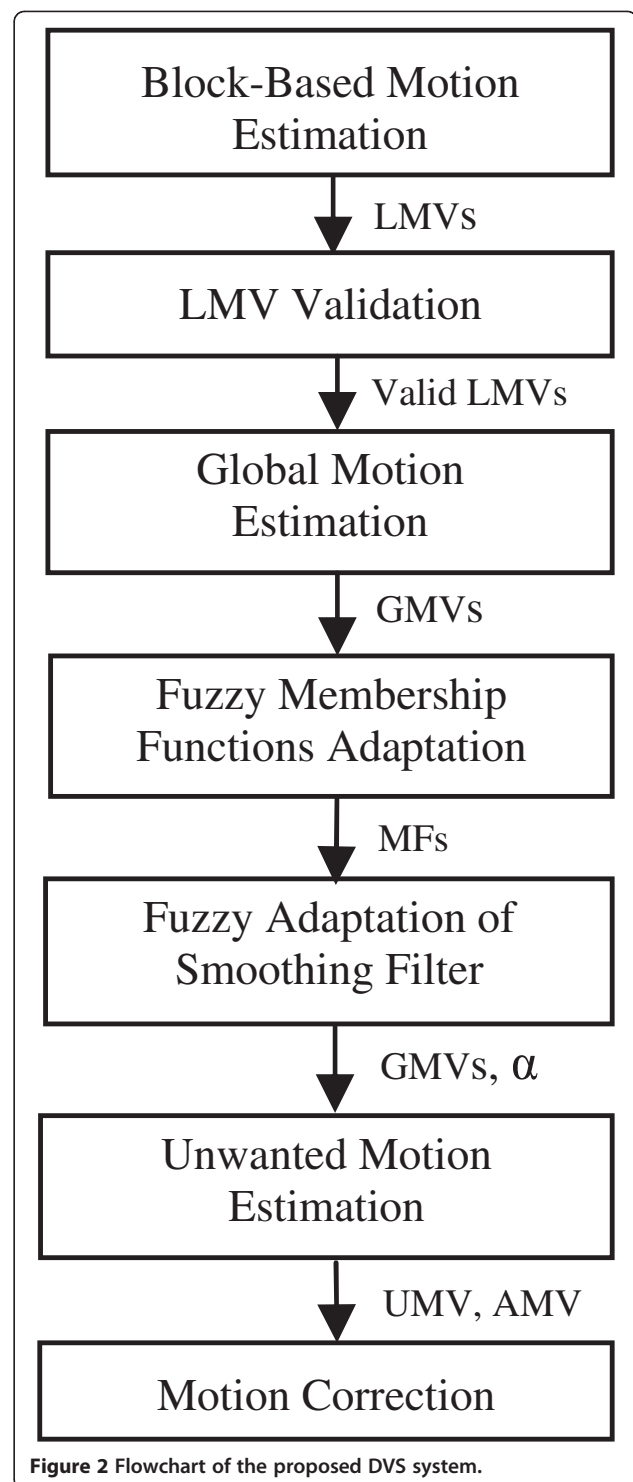 Block-Based Motion
Estimation
LMVs
LMV Validation
Valid LMVs
Global Motion
Estimation
GMVs
Fuzzy Membership
Functions Adaptation
MFs
Fuzzy Adaptation of
Smoothing Filter
GMVs, α
Unwanted Motion
Estimation
UMV, AMV
Motion Correction
Figure 2 Flowchart of the proposed DVS system.